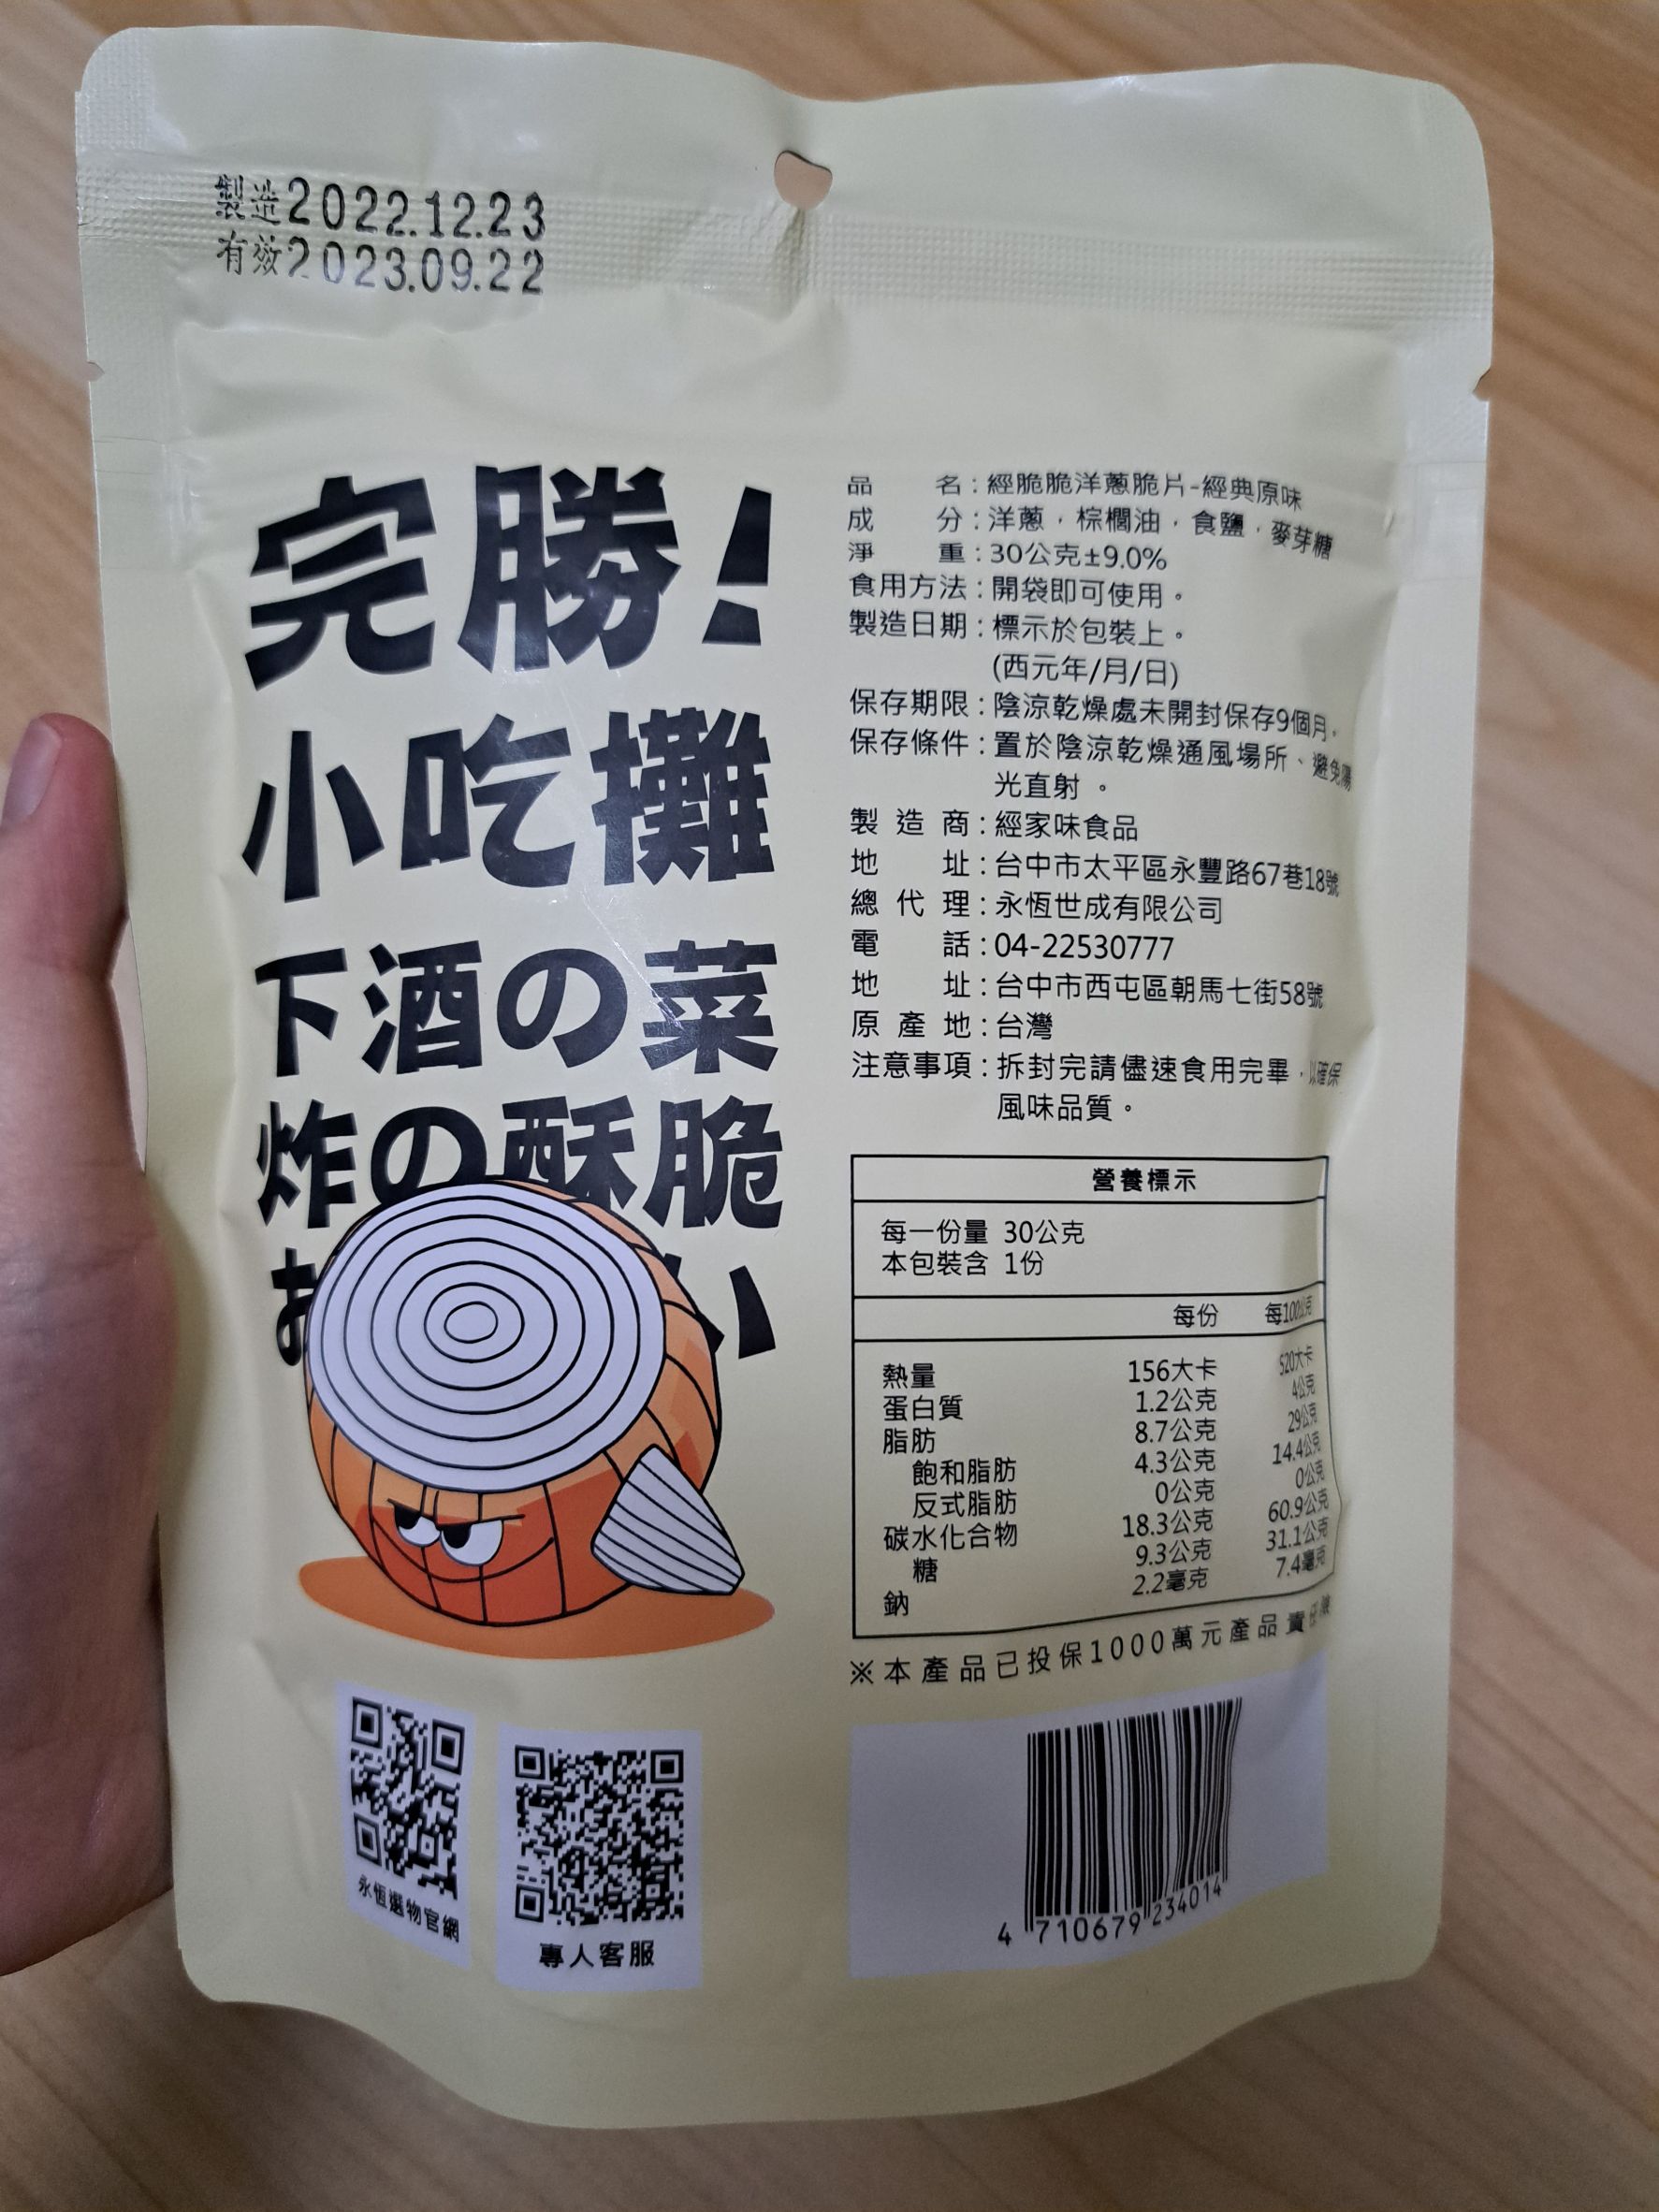 製造2022.12.23
有效2023.09.22
完勝!
小吃攤
下酒の菜
炸の酥脆
お い
品名:經脆脆洋蔥脆片-經典原味
成分:洋蔥,棕櫚油,食鹽,麥芽糖
淨重:30公克±9.0%
食用方法:開袋即可使用。
製造日期:標示於包裝上。
(西元年/月/日)
保存期限:陰涼乾燥處未開封保存9個月。
保存條件:置於陰涼乾燥通風場所、避免陽
光直射。
製造商:經家味食品
地址:台中市太平區永豐路67巷18號
總代理:永恆世成有限公司
電話:04-22530777
地址:台中市西屯區朝馬七街58號
原產地:台灣
注意事項:拆封完請儘速食用完畢,以確保
風味品質。
營養標示
每一份量 30公克
本包裝含 1份
每份 每100公克
熱量 156大卡 520大卡
蛋白質 1.2公克 4公克
脂肪 8.7公克 29公克
飽和脂肪 4.3公克 14.4公克
反式脂肪 0公克 0公克
碳水化合物 18.3公克 60.9公克
糖 9.3公克 31.1公克
鈉 2.2毫克 7.4毫克
※本產品已投保1000萬元產品責任險
永恆選物官網
專人客服
4 710679 234014